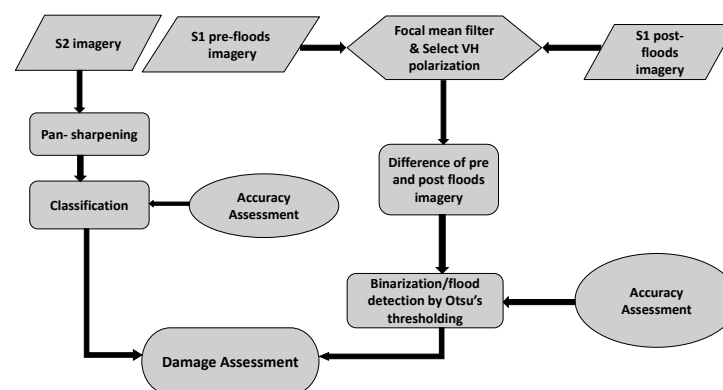 S2 imagery
S1 pre-floods
imagery
Focal mean filter
& Select VH
polarization
S1 post-
floods
imagery
Pan- sharpening
Difference of pre
and post floods
imagery
Classification
Accuracy
Assessment
Binarization/flood
detection by Otsu's
thresholding
Accuracy
Assessment
Damage Assessment